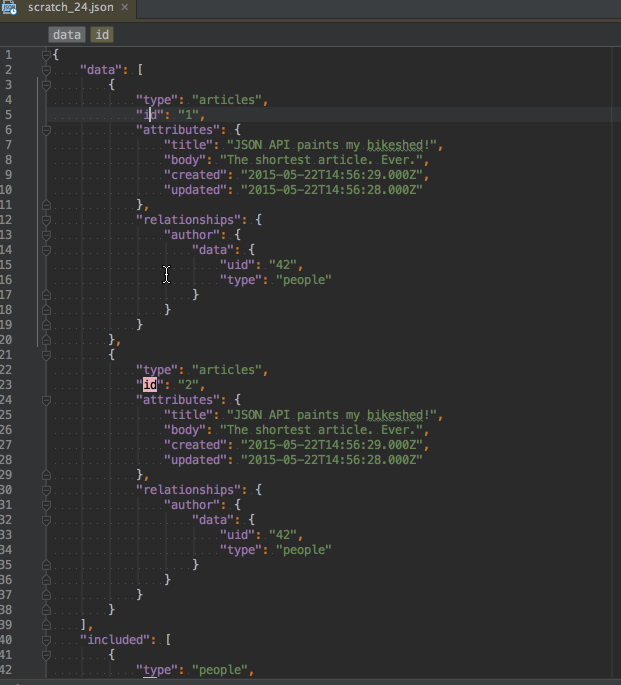 JSON scratch_24.json ×
data id
1 {
2 "data": [
3 {
4 "type": "articles",
5 "id": "1",
6 "attributes": {
7 "title": "JSON API paints my bikeshed!",
8 "body": "The shortest article. Ever.",
9 "created": "2015-05-22T14:56:29.000Z",
10 "updated": "2015-05-22T14:56:28.000Z"
11 },
12 "relationships": {
13 "author": {
14 "data": {
15 "uid": "42",
16 "type": "people"
17 }
18 }
19 }
20 },
21 {
22 "type": "articles",
23 "id": "2",
24 "attributes": {
25 "title": "JSON API paints my bikeshed!",
26 "body": "The shortest article. Ever.",
27 "created": "2015-05-22T14:56:29.000Z",
28 "updated": "2015-05-22T14:56:28.000Z"
29 },
30 "relationships": {
31 "author": {
32 "data": {
33 "uid": "42",
34 "type": "people"
35 }
36 }
37 }
38 }
39 ],
40 "included": [
41 {
42 "type": "people",